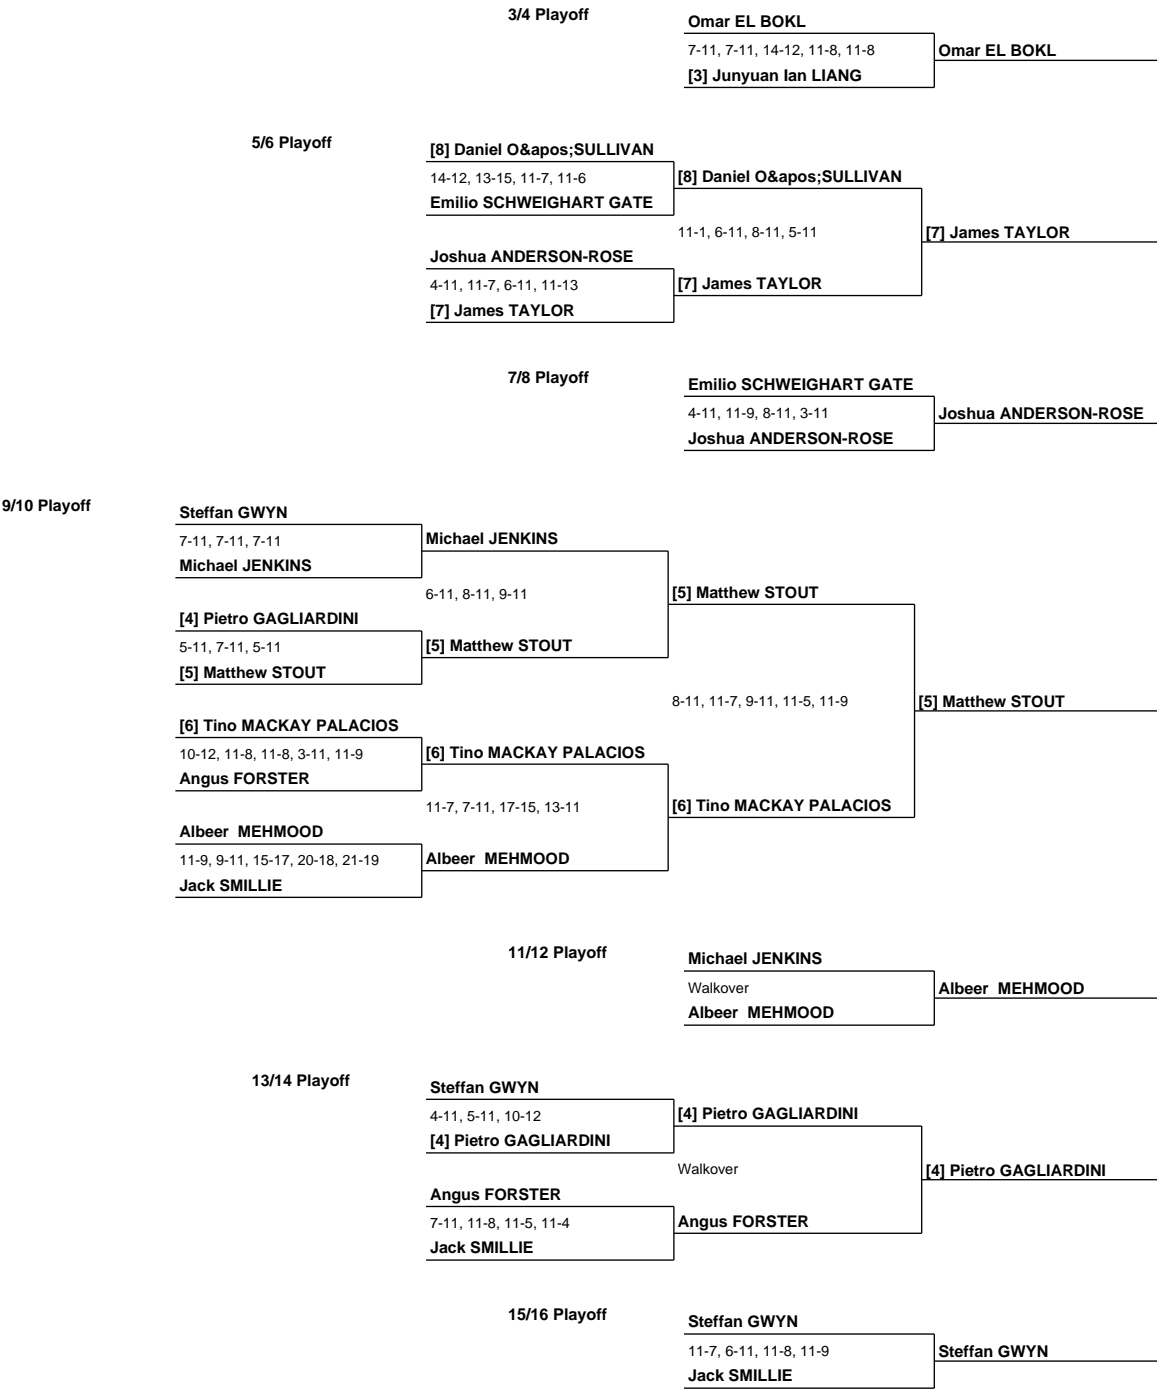 3/4 Playoff
Omar EL BOKL
7-11, 7-11, 14-12, 11-8, 11-8
Omar EL BOKL
[3] Junyuan Ian LIANG
5/6 Playoff
[8] Daniel O&apos;SULLIVAN
14-12, 13-15, 11-7, 11-6
[8] Daniel O&apos;SULLIVAN
Emilio SCHWEIGHART GATE
11-1, 6-11, 8-11, 5-11
[7] James TAYLOR
Joshua ANDERSON-ROSE
4-11, 11-7, 6-11, 11-13
[7] James TAYLOR
[7] James TAYLOR
7/8 Playoff
Emilio SCHWEIGHART GATE
4-11, 11-9, 8-11, 3-11
Joshua ANDERSON-ROSE
Joshua ANDERSON-ROSE
9/10 Playoff
Steffan GWYN
7-11, 7-11, 7-11
Michael JENKINS
Michael JENKINS
6-11, 8-11, 9-11
[5] Matthew STOUT
[4] Pietro GAGLIARDINI
5-11, 7-11, 5-11
[5] Matthew STOUT
[5] Matthew STOUT
8-11, 11-7, 9-11, 11-5, 11-9
[5] Matthew STOUT
[6] Tino MACKAY PALACIOS
10-12, 11-8, 11-8, 3-11, 11-9
[6] Tino MACKAY PALACIOS
Angus FORSTER
11-7, 7-11, 17-15, 13-11
[6] Tino MACKAY PALACIOS
Albeer  MEHMOOD
11-9, 9-11, 15-17, 20-18, 21-19
Albeer  MEHMOOD
Jack SMILLIE
11/12 Playoff
Michael JENKINS
Walkover
Albeer  MEHMOOD
Albeer  MEHMOOD
13/14 Playoff
Steffan GWYN
4-11, 5-11, 10-12
[4] Pietro GAGLIARDINI
[4] Pietro GAGLIARDINI
Walkover
[4] Pietro GAGLIARDINI
Angus FORSTER
7-11, 11-8, 11-5, 11-4
Angus FORSTER
Jack SMILLIE
15/16 Playoff
Steffan GWYN
11-7, 6-11, 11-8, 11-9
Steffan GWYN
Jack SMILLIE